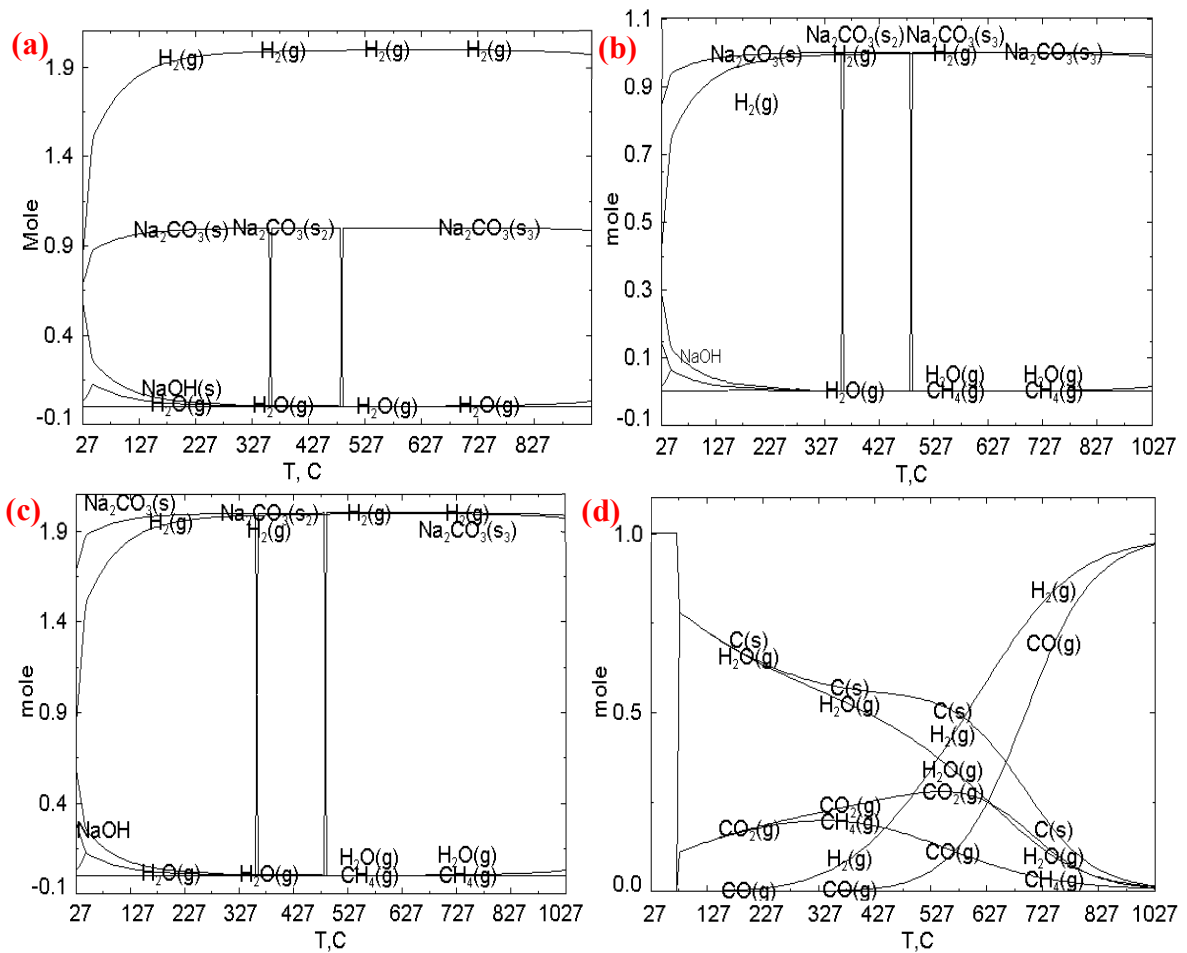 (a)
H₂(g) H₂(g) H₂(g) H₂(g)
Na₂CO₃(s) Na₂CO₃(s₂) Na₂CO₃(s₃)
NaOH(s)
H₂O(g) H₂O(g) H₂O(g) H₂O(g)
Mole
1.9
1.4
0.9
0.4
-0.1
27 127 227 327 427 527 627 727 827
T, C
(b)
Na₂CO₃(s₂) Na₂CO₃(s₃)
Na₂CO₃(s) H₂(g) H₂(g) Na₂CO₃(s₃)
H₂(g)
NaOH
H₂O(g) H₂O(g)
H₂O(g) CH₄(g) CH₄(g)
mole
1.1
0.9
0.7
0.5
0.3
0.1
-0.1
27 127 227 327 427 527 627 727 827 1027
T, C
(c)
Na₂CO₃(s)
H₂(g) Na₂CO₃(s₂) H₂(g) H₂(g)
H₂(g) Na₂CO₃(s₃)
NaOH
H₂O(g) H₂O(g)
H₂O(g) H₂O(g) CH₄(g) CH₄(g)
mole
1.9
1.4
0.9
0.4
-0.1
27 127 227 327 427 527 627 727 827 1027
T,C
(d)
H₂(g)
CO(g)
C(s)
H₂O(g)
C(s)
H₂O(g)
C(s)
H₂(g)
H₂O(g)
CO₂(g)
CO₂(g)
CO₂(g) CH₄(g)
C(s)
H₂(g) CO(g) H₂O(g)
CH₄(g)
CO(g) CO(g)
mole
1.0
0.5
0.0
27 127 227 327 427 527 627 727 827 1027
T,C